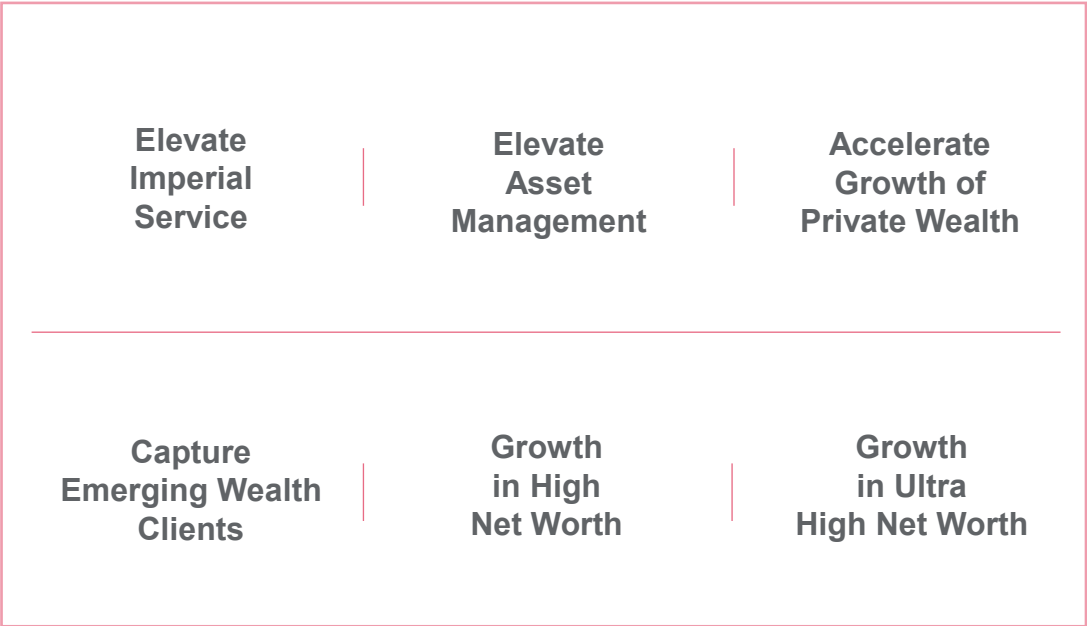 Elevate
Imperial
Service
Elevate
Asset
Management
Accelerate
Growth of
Private Wealth
Capture
Emerging Wealth
Clients
Growth
in High
Net Worth
Growth
in Ultra
High Net Worth